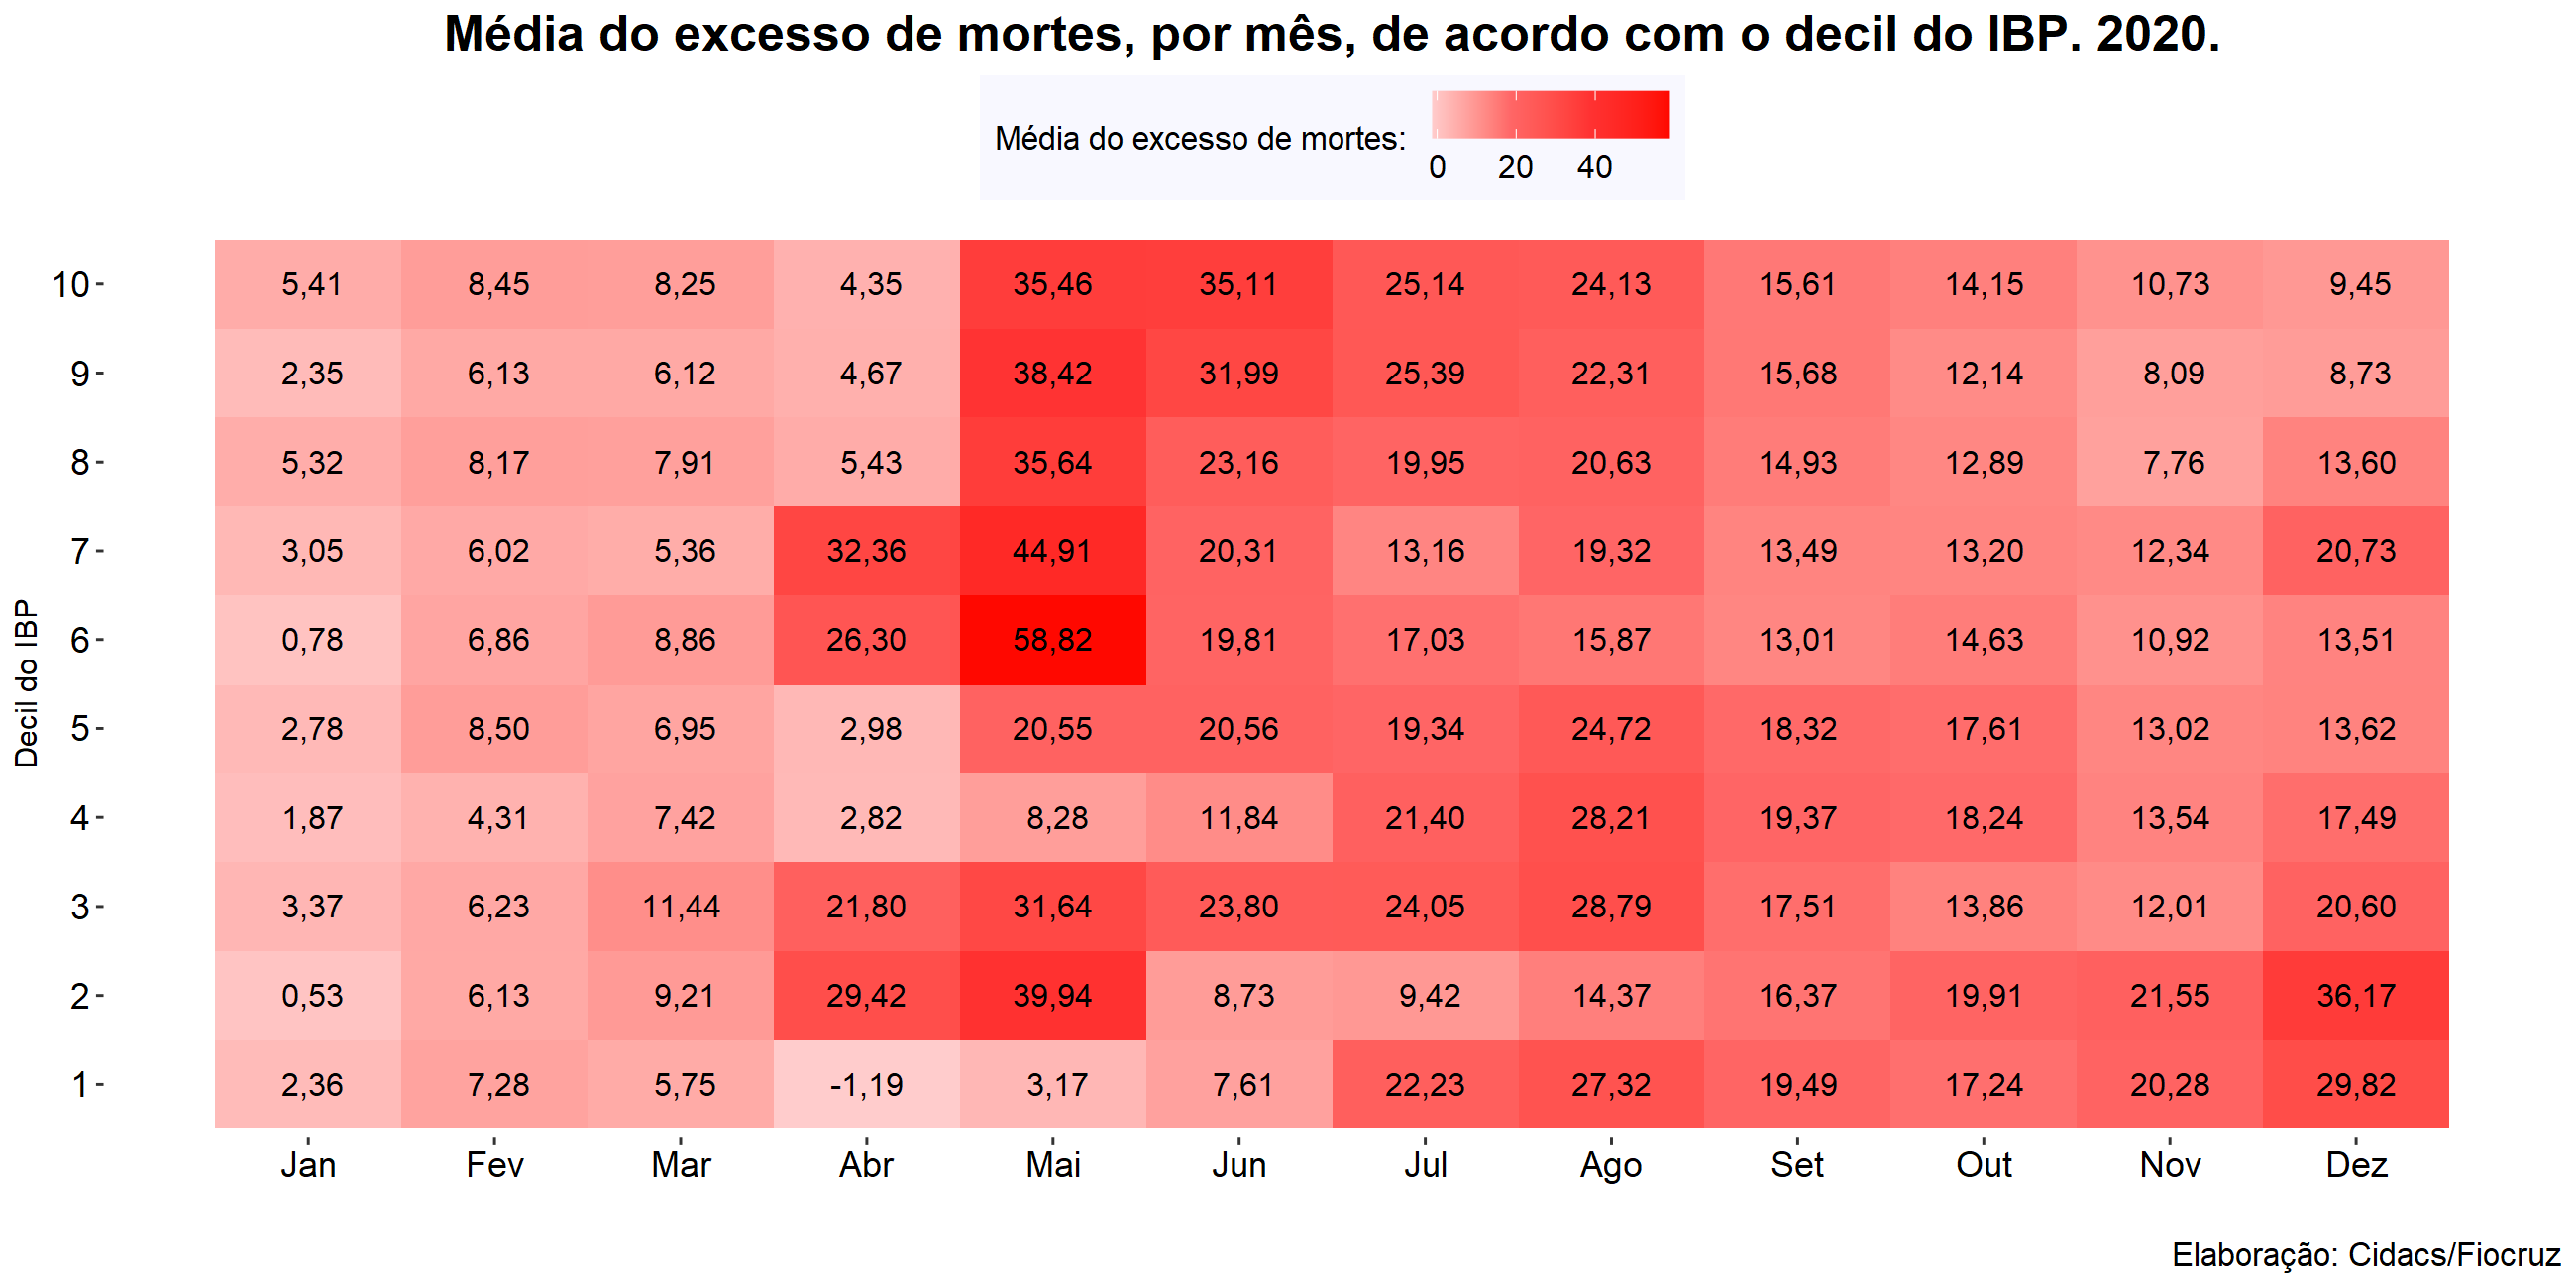 Média do excesso de mortes, por mês, de acordo com o decil do IBP. 2020.
Média do excesso de mortes:
0 20 40
Decil do IBP
10 5,41 8,45 8,25 4,35 35,46 35,11 25,14 24,13 15,61 14,15 10,73 9,45
9 2,35 6,13 6,12 4,67 38,42 31,99 25,39 22,31 15,68 12,14 8,09 8,73
8 5,32 8,17 7,91 5,43 35,64 23,16 19,95 20,63 14,93 12,89 7,76 13,60
7 3,05 6,02 5,36 32,36 44,91 20,31 13,16 19,32 13,49 13,20 12,34 20,73
6 0,78 6,86 8,86 26,30 58,82 19,81 17,03 15,87 13,01 14,63 10,92 13,51
5 2,78 8,50 6,95 2,98 20,55 20,56 19,34 24,72 18,32 17,61 13,02 13,62
4 1,87 4,31 7,42 2,82 8,28 11,84 21,40 28,21 19,37 18,24 13,54 17,49
3 3,37 6,23 11,44 21,80 31,64 23,80 24,05 28,79 17,51 13,86 12,01 20,60
2 0,53 6,13 9,21 29,42 39,94 8,73 9,42 14,37 16,37 19,91 21,55 36,17
1 2,36 7,28 5,75 -1,19 3,17 7,61 22,23 27,32 19,49 17,24 20,28 29,82
Jan Fev Mar Abr Mai Jun Jul Ago Set Out Nov Dez
Elaboração: Cidacs/Fiocruz